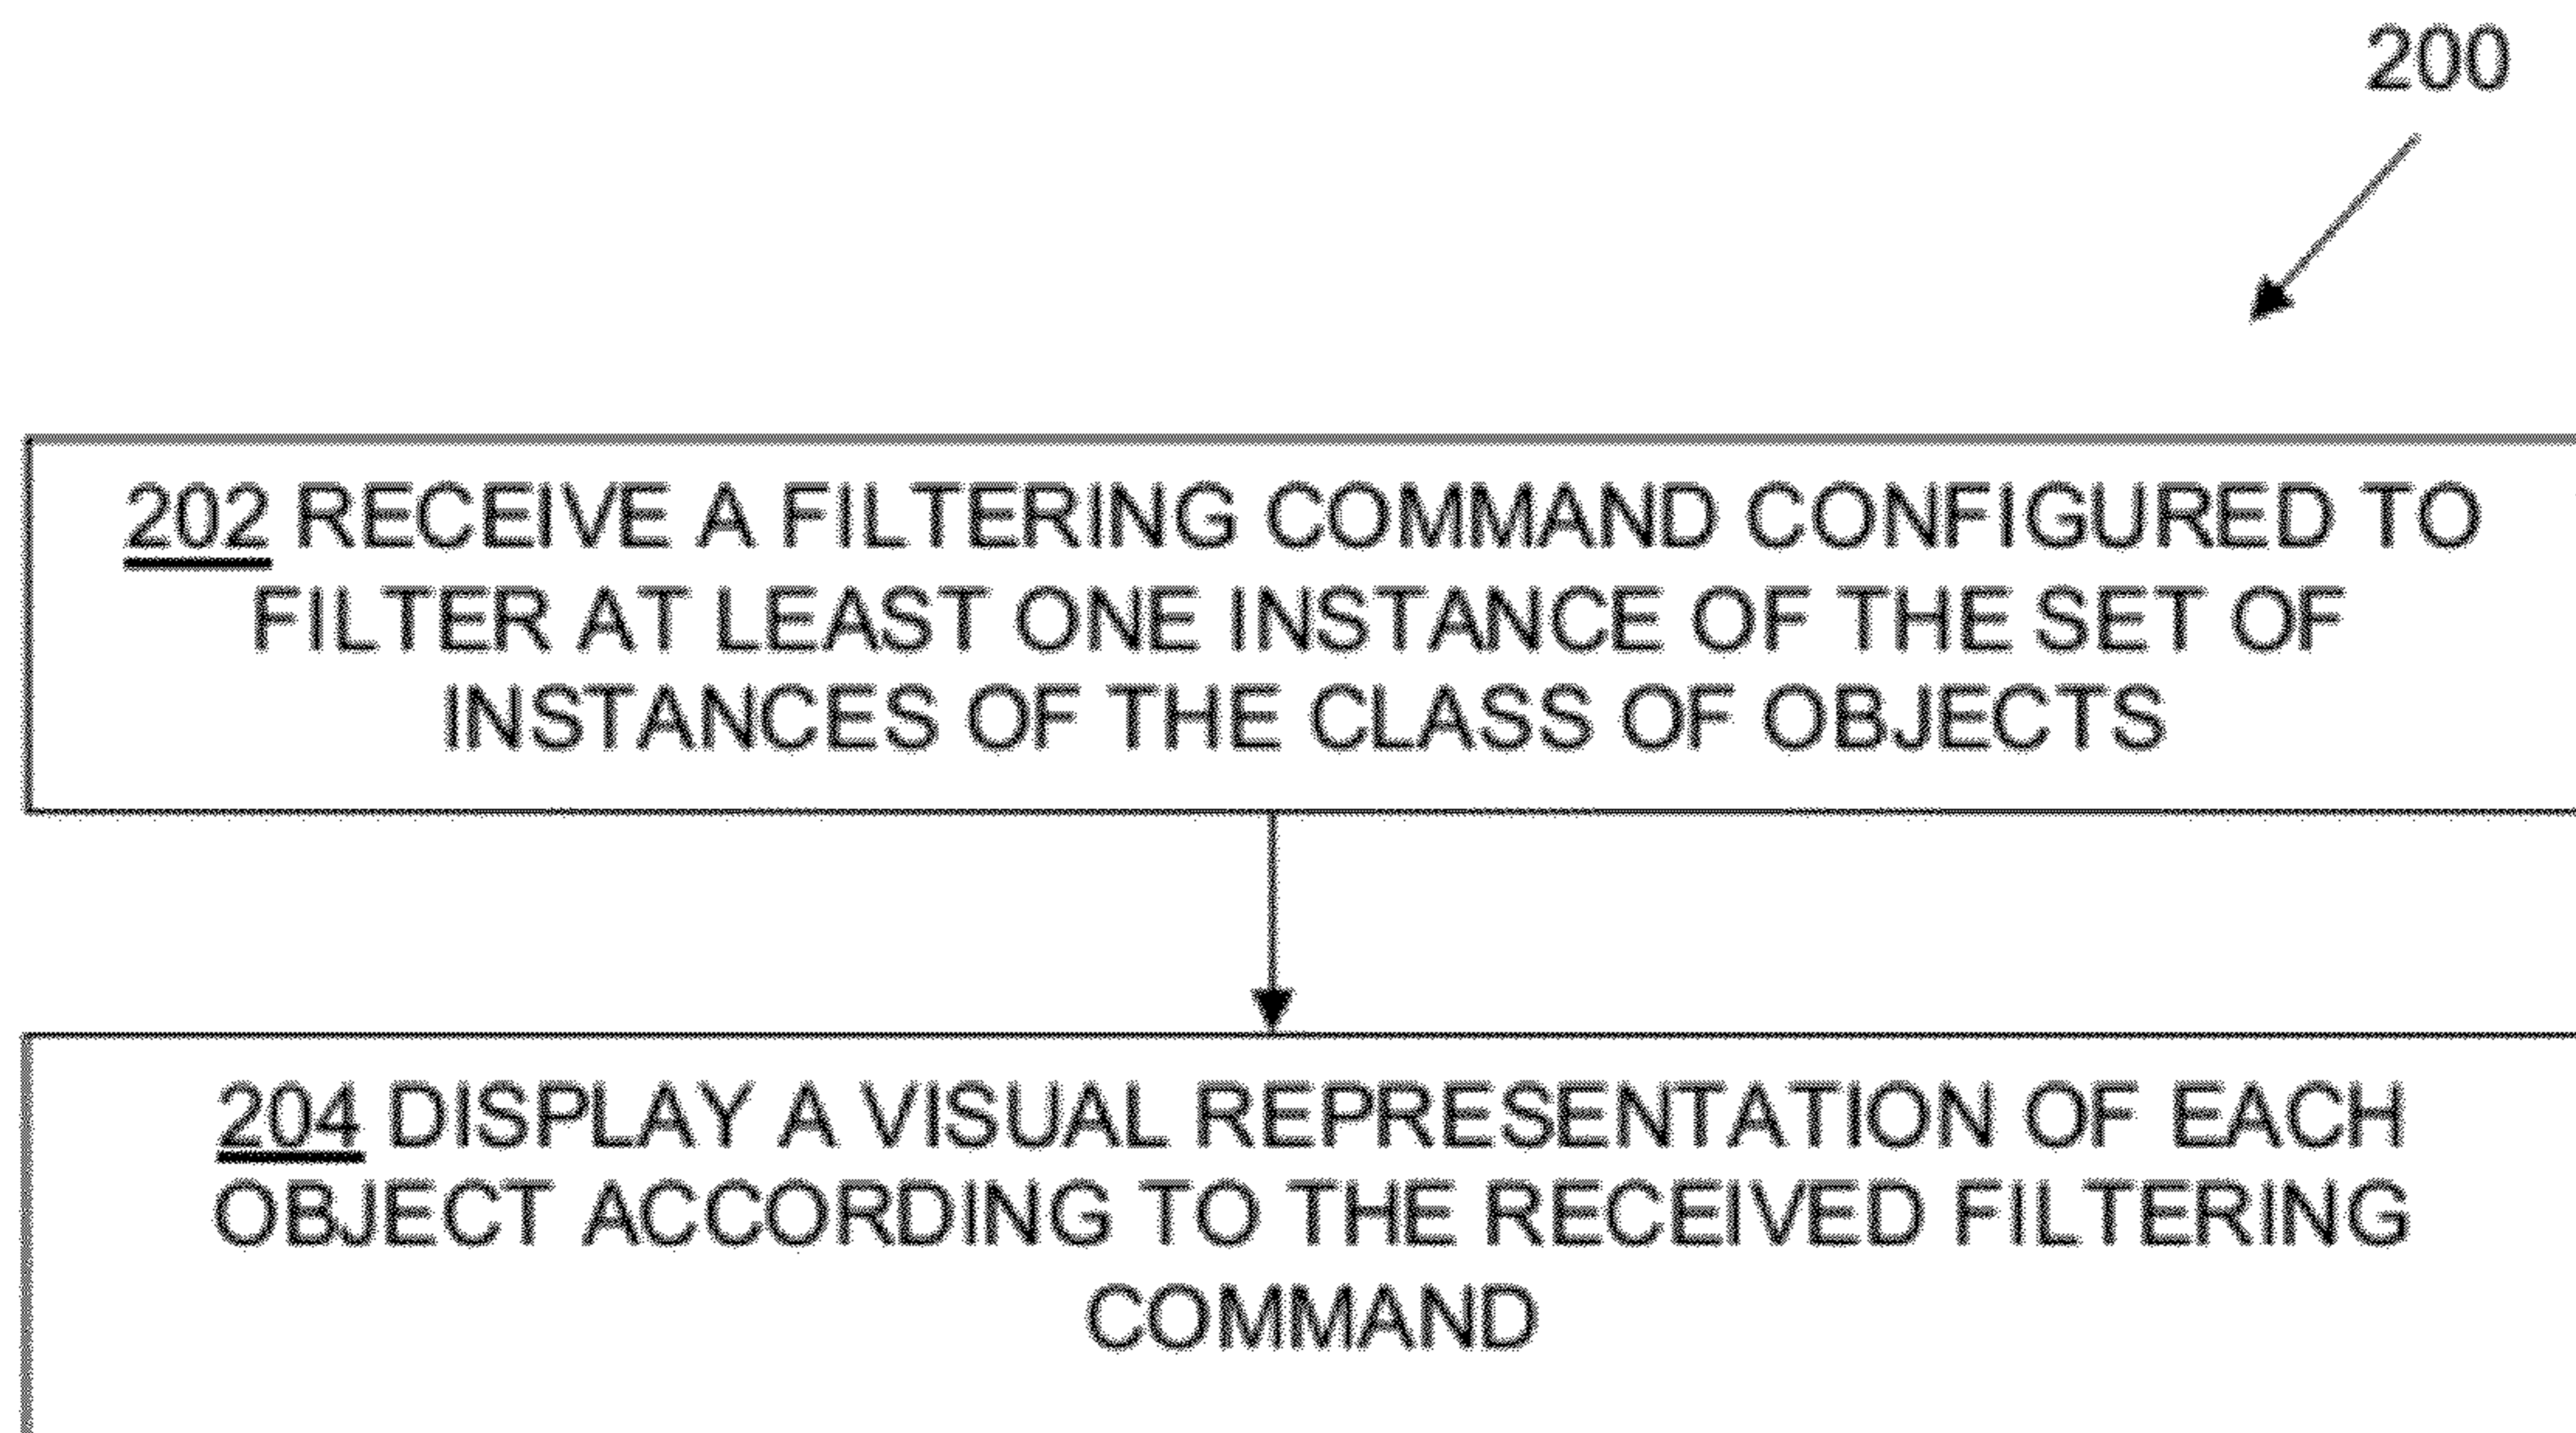 200
202 RECEIVE A FILTERING COMMAND CONFIGURED TO
FILTER AT LEAST ONE INSTANCE OF THE SET OF
INSTANCES OF THE CLASS OF OBJECTS
204 DISPLAY A VISUAL REPRESENTATION OF EACH
OBJECT ACCORDING TO THE RECEIVED FILTERING
COMMAND